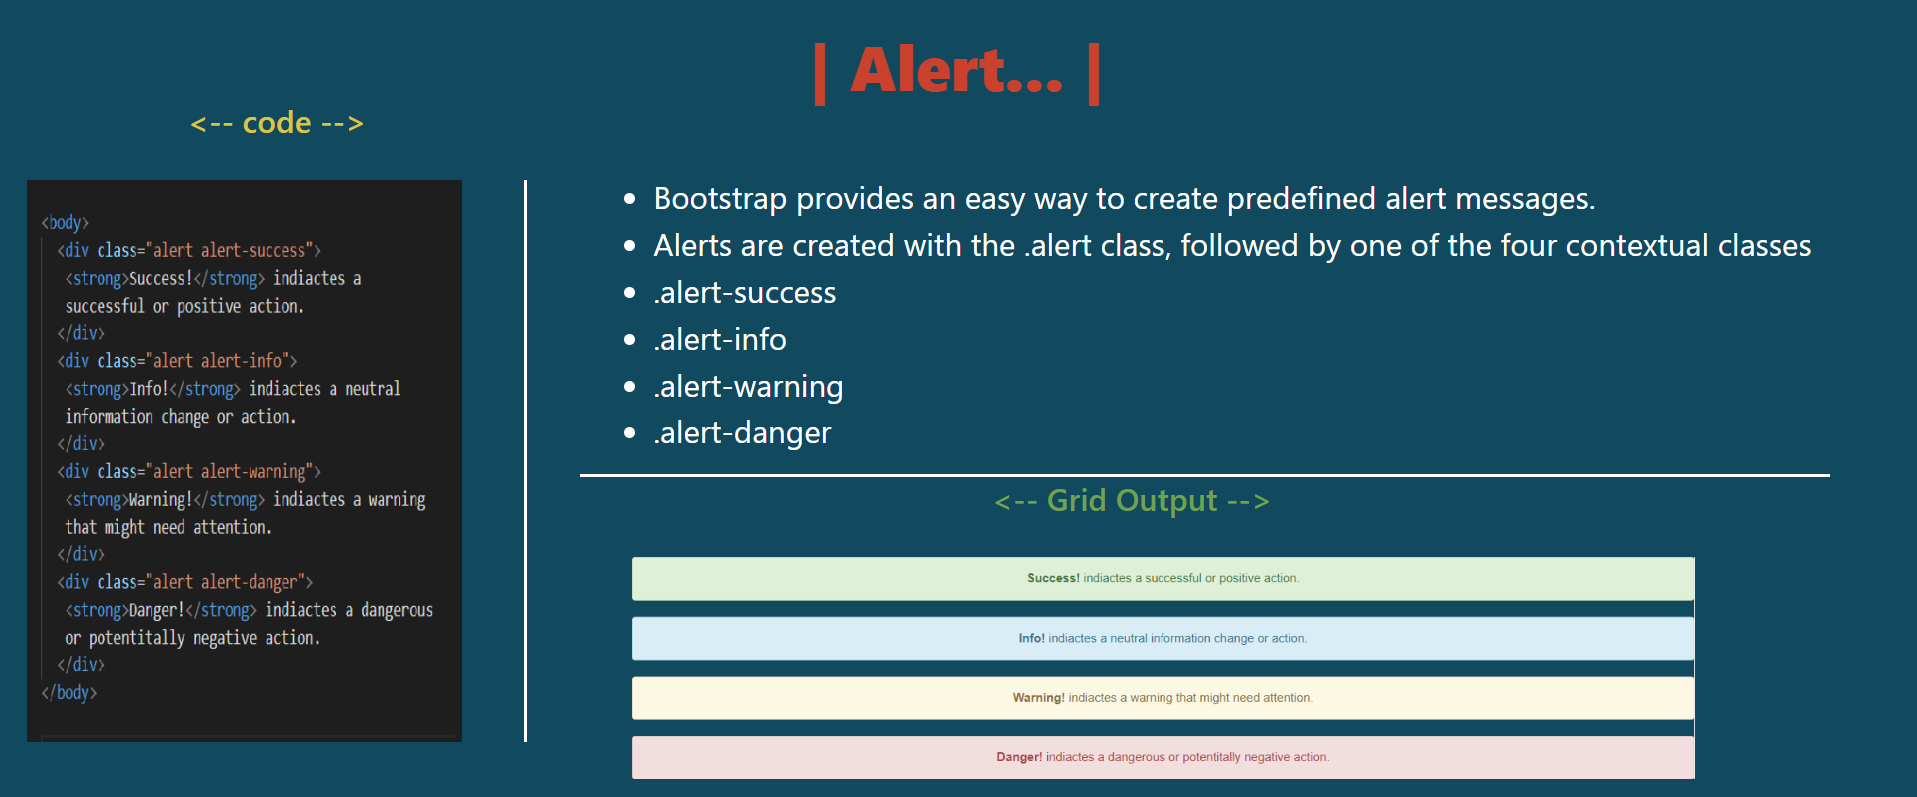 | Alert... |
<-- code -->
<body>
<div class="alert alert-success">
<strong>Success!</strong> indiactes a
successful or positive action.
</div>
<div class="alert alert-info">
<strong>Info!</strong> indiactes a neutral
information change or action.
</div>
<div class="alert alert-warning">
<strong>Warning!</strong> indiactes a warning
that might need attention.
</div>
<div class="alert alert-danger">
<strong>Danger!</strong> indiactes a dangerous
or potentitally negative action.
</div>
</body>
• Bootstrap provides an easy way to create predefined alert messages.
• Alerts are created with the .alert class, followed by one of the four contextual classes
• .alert-success
• .alert-info
• .alert-warning
• .alert-danger
<-- Grid Output -->
Success! indiactes a successful or positive action.
Info! indiactes a neutral information change or action.
Warning! indiactes a warning that might need attention.
Danger! indiactes a dangerous or potentitally negative action.